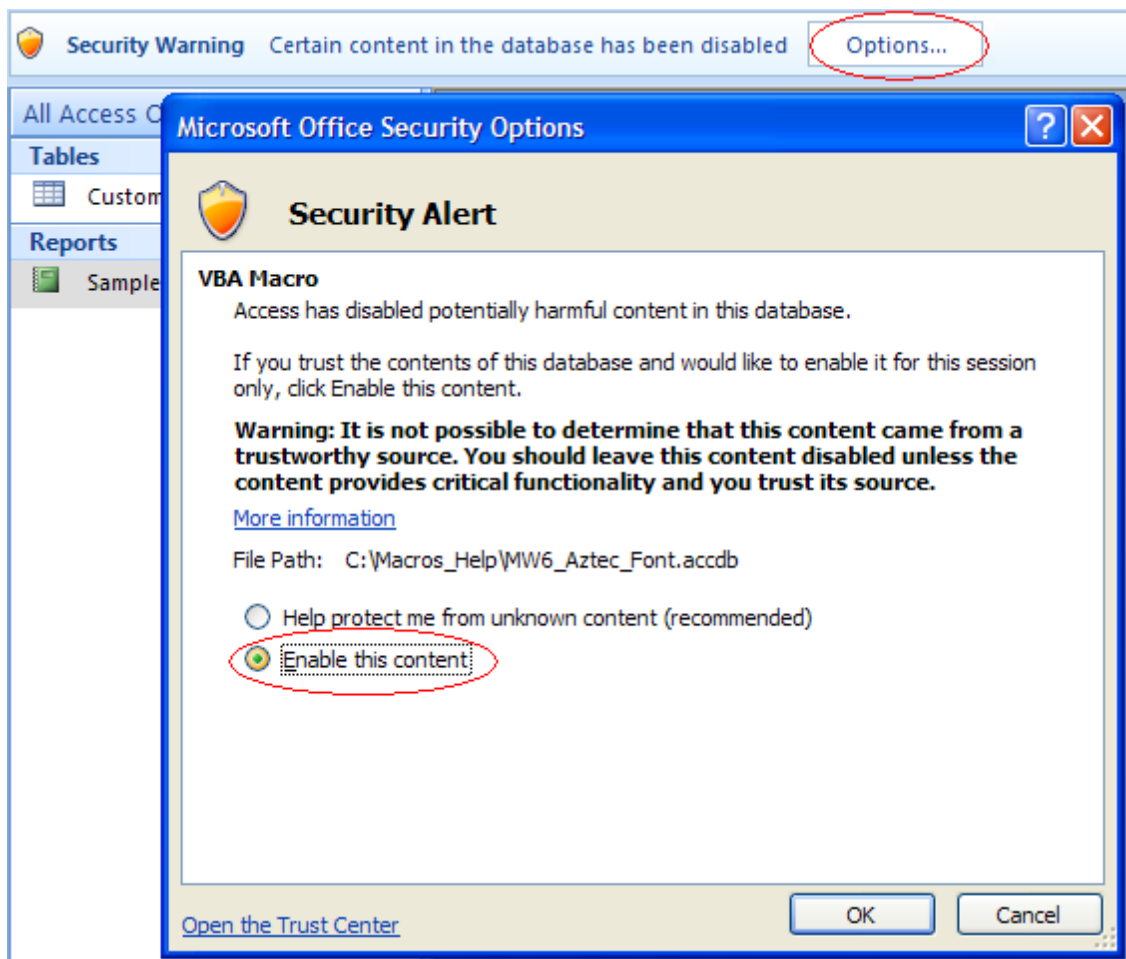 Security Warning Certain content in the database has been disabled Options...
All Access O
Microsoft Office Security Options
Tables
Custom
Security Alert
Reports
Sample
VBA Macro
Access has disabled potentially harmful content in this database.
If you trust the contents of this database and would like to enable it for this session
only, click Enable this content.
Warning: It is not possible to determine that this content came from a
trustworthy source. You should leave this content disabled unless the
content provides critical functionality and you trust its source.
More information
File Path: C:\Macros_Help\MW6_Aztec_Font.accdb
Help protect me from unknown content (recommended)
Enable this content
Open the Trust Center
OK Cancel